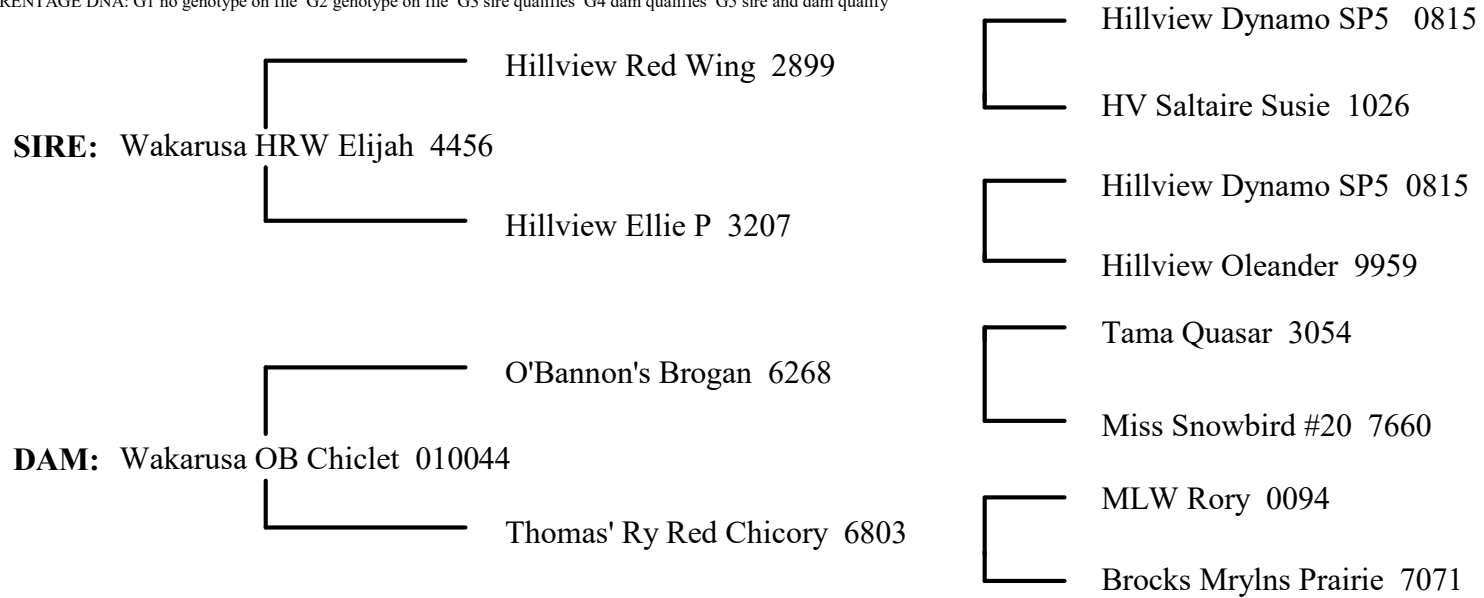 G1 no genotype on file G2 genotype on file G3 sire qualifies G4 dam qualifies G5 sire and dam qualify
Hillview Dynamo SP5 0815
Hillview Red Wing 2899
HV Saltaire Susie 1026
SIRE: Wakarusa HRW Elijah 4456
Hillview Dynamo SP5 0815
Hillview Ellie P 3207
Hillview Oleander 9959
Tama Quasar 3054
O'Bannon's Brogan 6268
Miss Snowbird #20 7660
DAM: Wakarusa OB Chiclet 010044
MLW Rory 0094
Thomas' Ry Red Chicory 6803
Brocks Mrylns Prairie 7071